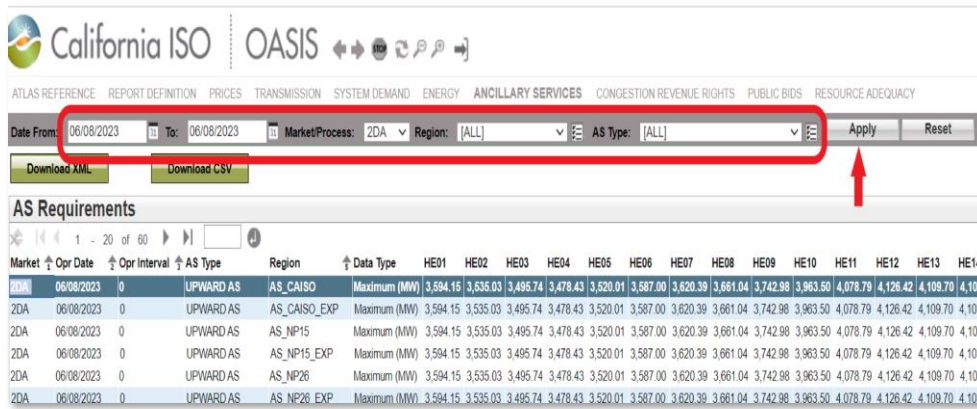 California ISO OASIS STOP
ATLAS REFERENCE REPORT DEFINITION PRICES TRANSMISSION SYSTEM DEMAND ENERGY ANCILLARY SERVICES CONGESTION REVENUE RIGHTS PUBLIC BIDS RESOURCE ADEQUACY
Date From: 06/08/2023 To: 06/08/2023 Market/Process: 2DA Region: [ALL] AS Type: [ALL] Apply Reset
Download XML Download CSV
AS Requirements
1 - 20 of 60
Market Opr Date Opr Interval AS Type Region Data Type HE01 HE02 HE03 HE04 HE05 HE06 HE07 HE08 HE09 HE10 HE11 HE12 HE13 HE14
2DA 06/08/2023 0 UPWARD AS AS_CAISO Maximum (MW) 3,594.15 3,535.03 3,495.74 3,478.43 3,520.01 3,587.00 3,620.39 3,661.04 3,742.98 3,963.50 4,078.79 4,126.42 4,109.70 4,10
2DA 06/08/2023 0 UPWARD AS AS_CAISO_EXP Maximum (MW) 3,594.15 3,535.03 3,495.74 3,478.43 3,520.01 3,587.00 3,620.39 3,661.04 3,742.98 3,963.50 4,078.79 4,126.42 4,109.70 4,10
2DA 06/08/2023 0 UPWARD AS AS_NP15 Maximum (MW) 3,594.15 3,535.03 3,495.74 3,478.43 3,520.01 3,587.00 3,620.39 3,661.04 3,742.98 3,963.50 4,078.79 4,126.42 4,109.70 4,10
2DA 06/08/2023 0 UPWARD AS AS_NP15_EXP Maximum (MW) 3,594.15 3,535.03 3,495.74 3,478.43 3,520.01 3,587.00 3,620.39 3,661.04 3,742.98 3,963.50 4,078.79 4,126.42 4,109.70 4,10
2DA 06/08/2023 0 UPWARD AS AS_NP26 Maximum (MW) 3,594.15 3,535.03 3,495.74 3,478.43 3,520.01 3,587.00 3,620.39 3,661.04 3,742.98 3,963.50 4,078.79 4,126.42 4,109.70 4,10
2DA 06/08/2023 0 UPWARD AS AS_NP26_EXP Maximum (MW) 3,594.15 3,535.03 3,495.74 3,478.43 3,520.01 3,587.00 3,620.39 3,661.04 3,742.98 3,963.50 4,078.79 4,126.42 4,109.70 4,10